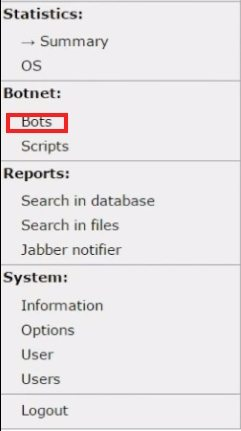 Statistics:
→ Summary
OS
Botnet:
Bots
Scripts
Reports:
Search in database
Search in files
Jabber notifier
System:
Information
Options
User
Users
Logout